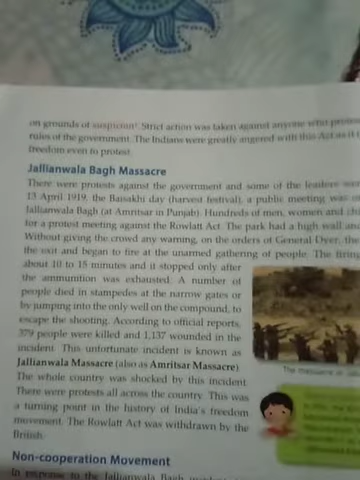 on grounds of suspicion'. Strict action was taken against anyone who
rules of the government. The Indians were greatly angered with this Act as it
freedom even to protest.
Jallianwala Bagh Massacre
There were protests against the government and some of the leaders were
13 April 1919, the Baisakhi day (harvest festival), a public meeting was
Jallianwala Bagh (at Amritsar in Punjab). Hundreds of men, women and
for a protest meeting against the Rowlatt Act. The park had a high wall
Without giving the crowd any warning, on the orders of General Dyer, the
the exit and began to fire at the unarmed gathering of people. The firing
about 10 to 15 minutes and it stopped only after
the ammunition was exhausted. A number of
people died in stampedes at the narrow gates or
by jumping into the only well on the compound, to
escape the shooting. According to official reports,
379 people were killed and 1,137 wounded in the
incident. This unfortunate incident is known as
Jallianwala Massacre (also as Amritsar Massacre).
The whole country was shocked by this incident.
There were protests all across the country. This was
a turning point in the history of India's freedom
movement. The Rowlatt Act was withdrawn by the
British.
The massacre at
Non-cooperation Movement
In response to the Jallianwala Bagh